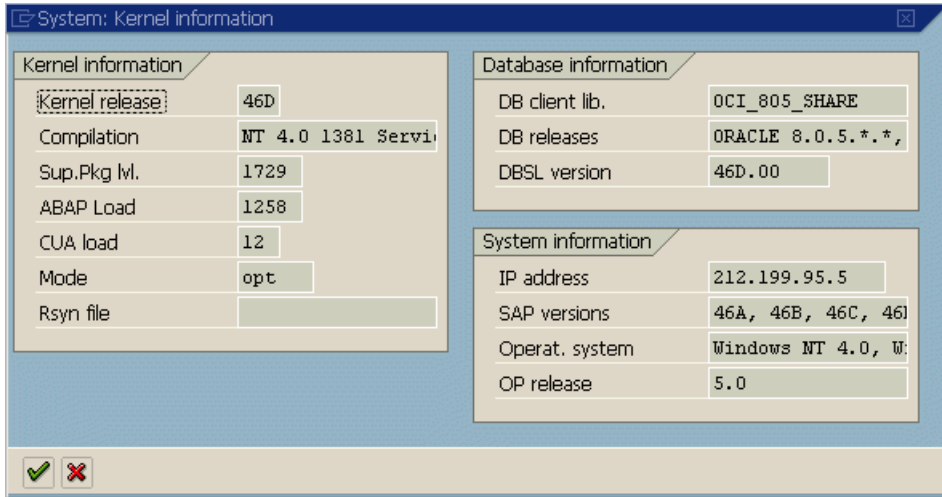 System: Kernel information
Kernel information
Kernel release 46D
Compilation NT 4.0 1381 Servi
Sup.Pkg lvl. 1729
ABAP Load 1258
CUA load 12
Mode opt
Rsyn file
Database information
DB client lib. OCI_805_SHARE
DB releases ORACLE 8.0.5.*.*,
DBSL version 46D.00
System information
IP address 212.199.95.5
SAP versions 46A, 46B, 46C,
Operat. system Windows NT 4.0,
OP release 5.0